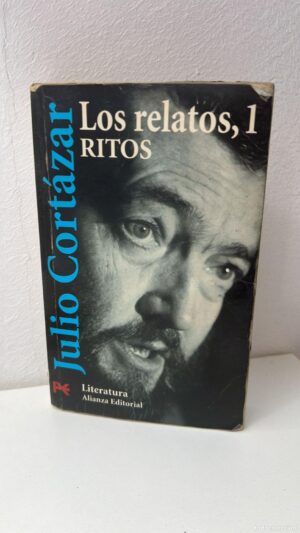 Los relatos, 1
RITOS
Julio Cortázar
Literatura
Alianza Editorial